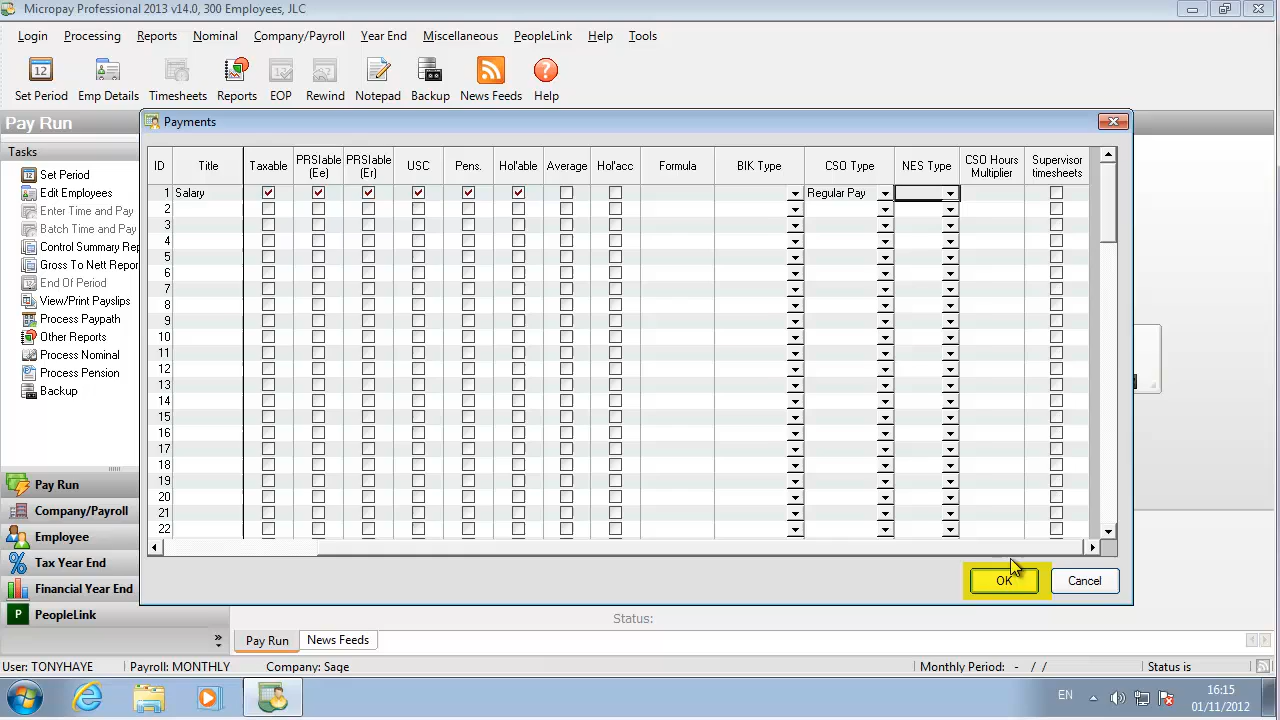 Micropay Professional 2013 v14.0, 300 Employees, JLC
Login Processing Reports Nominal Company/Payroll Year End Miscellaneous PeopleLink Help Tools
Set Period Emp Details Timesheets Reports EOP Rewind Notepad Backup News Feeds Help
Pay Run
Tasks
Set Period
Edit Employees
Enter Time and Pay
Batch Time and Pay
Control Summary Rep
Gross To Nett Repor
End Of Period
View/Print Payslips
Process Paypath
Other Reports
Process Nominal
Process Pension
Backup
Pay Run
Company/Payroll
Employee
Tax Year End
Financial Year End
PeopleLink
Payments
ID Title Taxable PRSIable (Ee) PRSIable (Er) USC Pens. Hol'able Average Hol'acc Formula BIK Type CSO Type NES Type CSO Hours Multiplier Supervisor timesheets
1 Salary Regular Pay
2
3
4
5
6
7
8
9
10
11
12
13
14
15
16
17
18
19
20
21
22
OK Cancel
Status:
Pay Run News Feeds
User: TONYHAYE Payroll: MONTHLY Company: Sage Monthly Period: - / / Status is
EN 16:15
01/11/2012